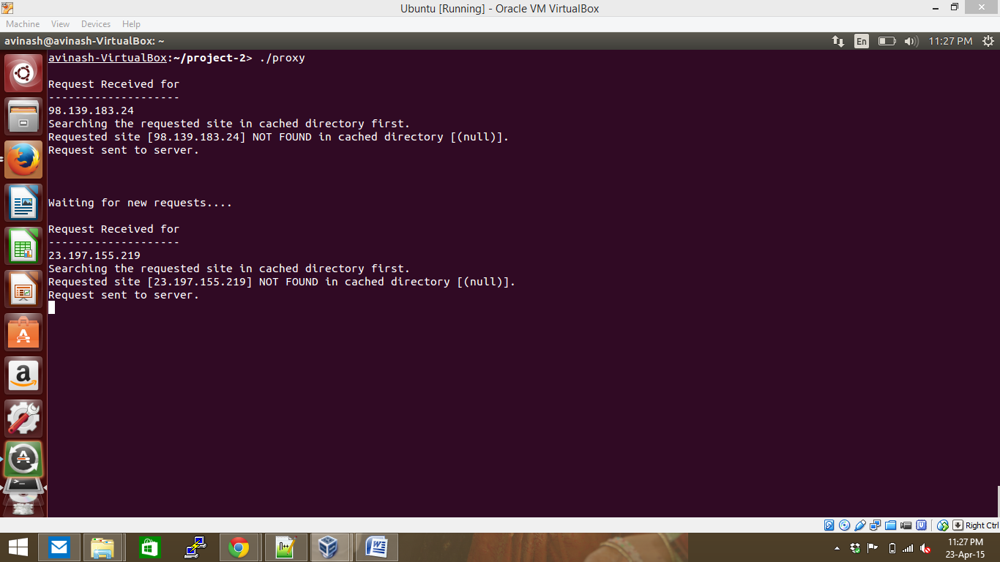 Ubuntu [Running] - Oracle VM VirtualBox
Machine View Devices Help
avinash@avinash-VirtualBox: ~
En
11:27 PM
avinash-VirtualBox:~/project-2> ./proxy
Request Received for
--------------------
98.139.183.24
Searching the requested site in cached directory first.
Requested site [98.139.183.24] NOT FOUND in cached directory [(null)].
Request sent to server.
Waiting for new requests....
Request Received for
--------------------
23.197.155.219
Searching the requested site in cached directory first.
Requested site [23.197.155.219] NOT FOUND in cached directory [(null)].
Request sent to server.
Right Ctrl
11:27 PM
23-Apr-15